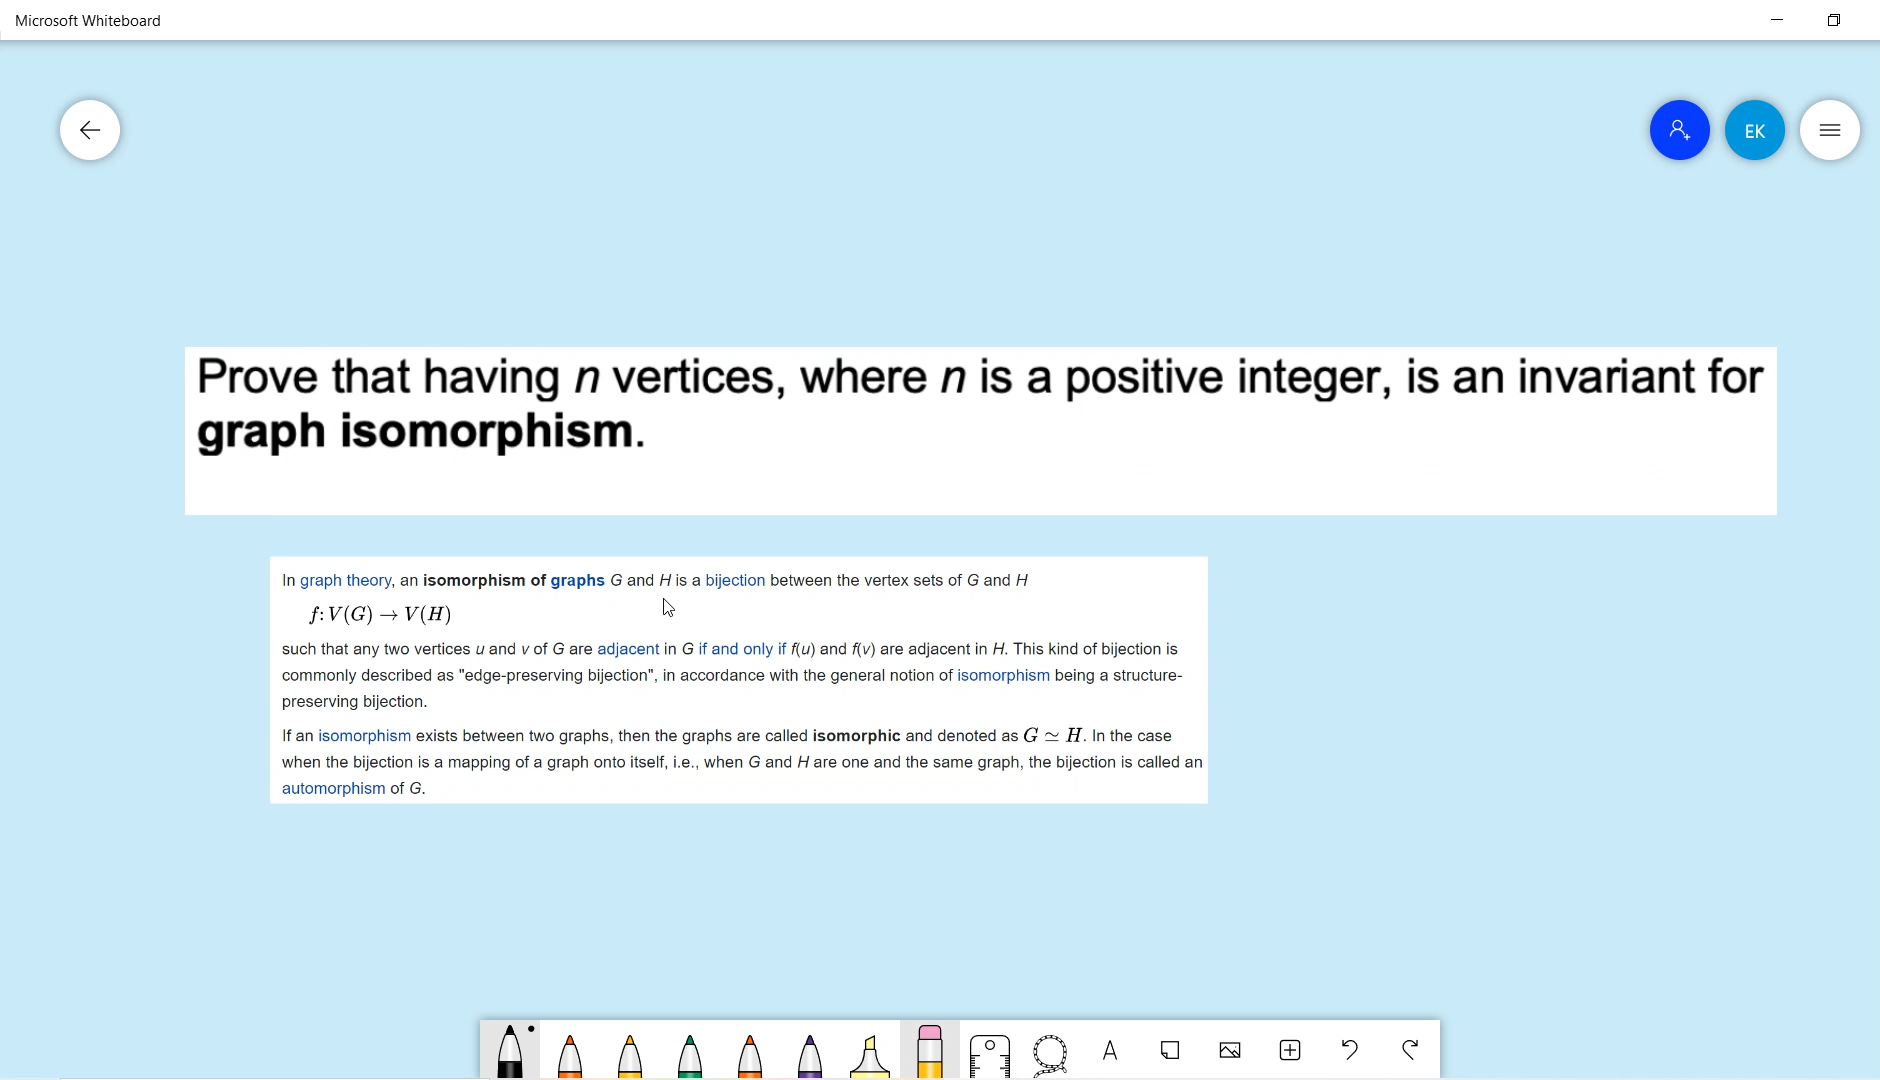 Microsoft Whiteboard
EK
Prove that having n vertices, where n is a positive integer, is an invariant for
graph isomorphism.
In graph theory, an isomorphism of graphs G and H is a bijection between the vertex sets of G and H
f: V(G) → V(H)
such that any two vertices u and v of G are adjacent in G if and only if f(u) and f(v) are adjacent in H. This kind of bijection is
commonly described as "edge-preserving bijection", in accordance with the general notion of isomorphism being a structure-
preserving bijection.
If an isomorphism exists between two graphs, then the graphs are called isomorphic and denoted as G ≃ H. In the case
when the bijection is a mapping of a graph onto itself, i.e., when G and H are one and the same graph, the bijection is called an
automorphism of G.
A